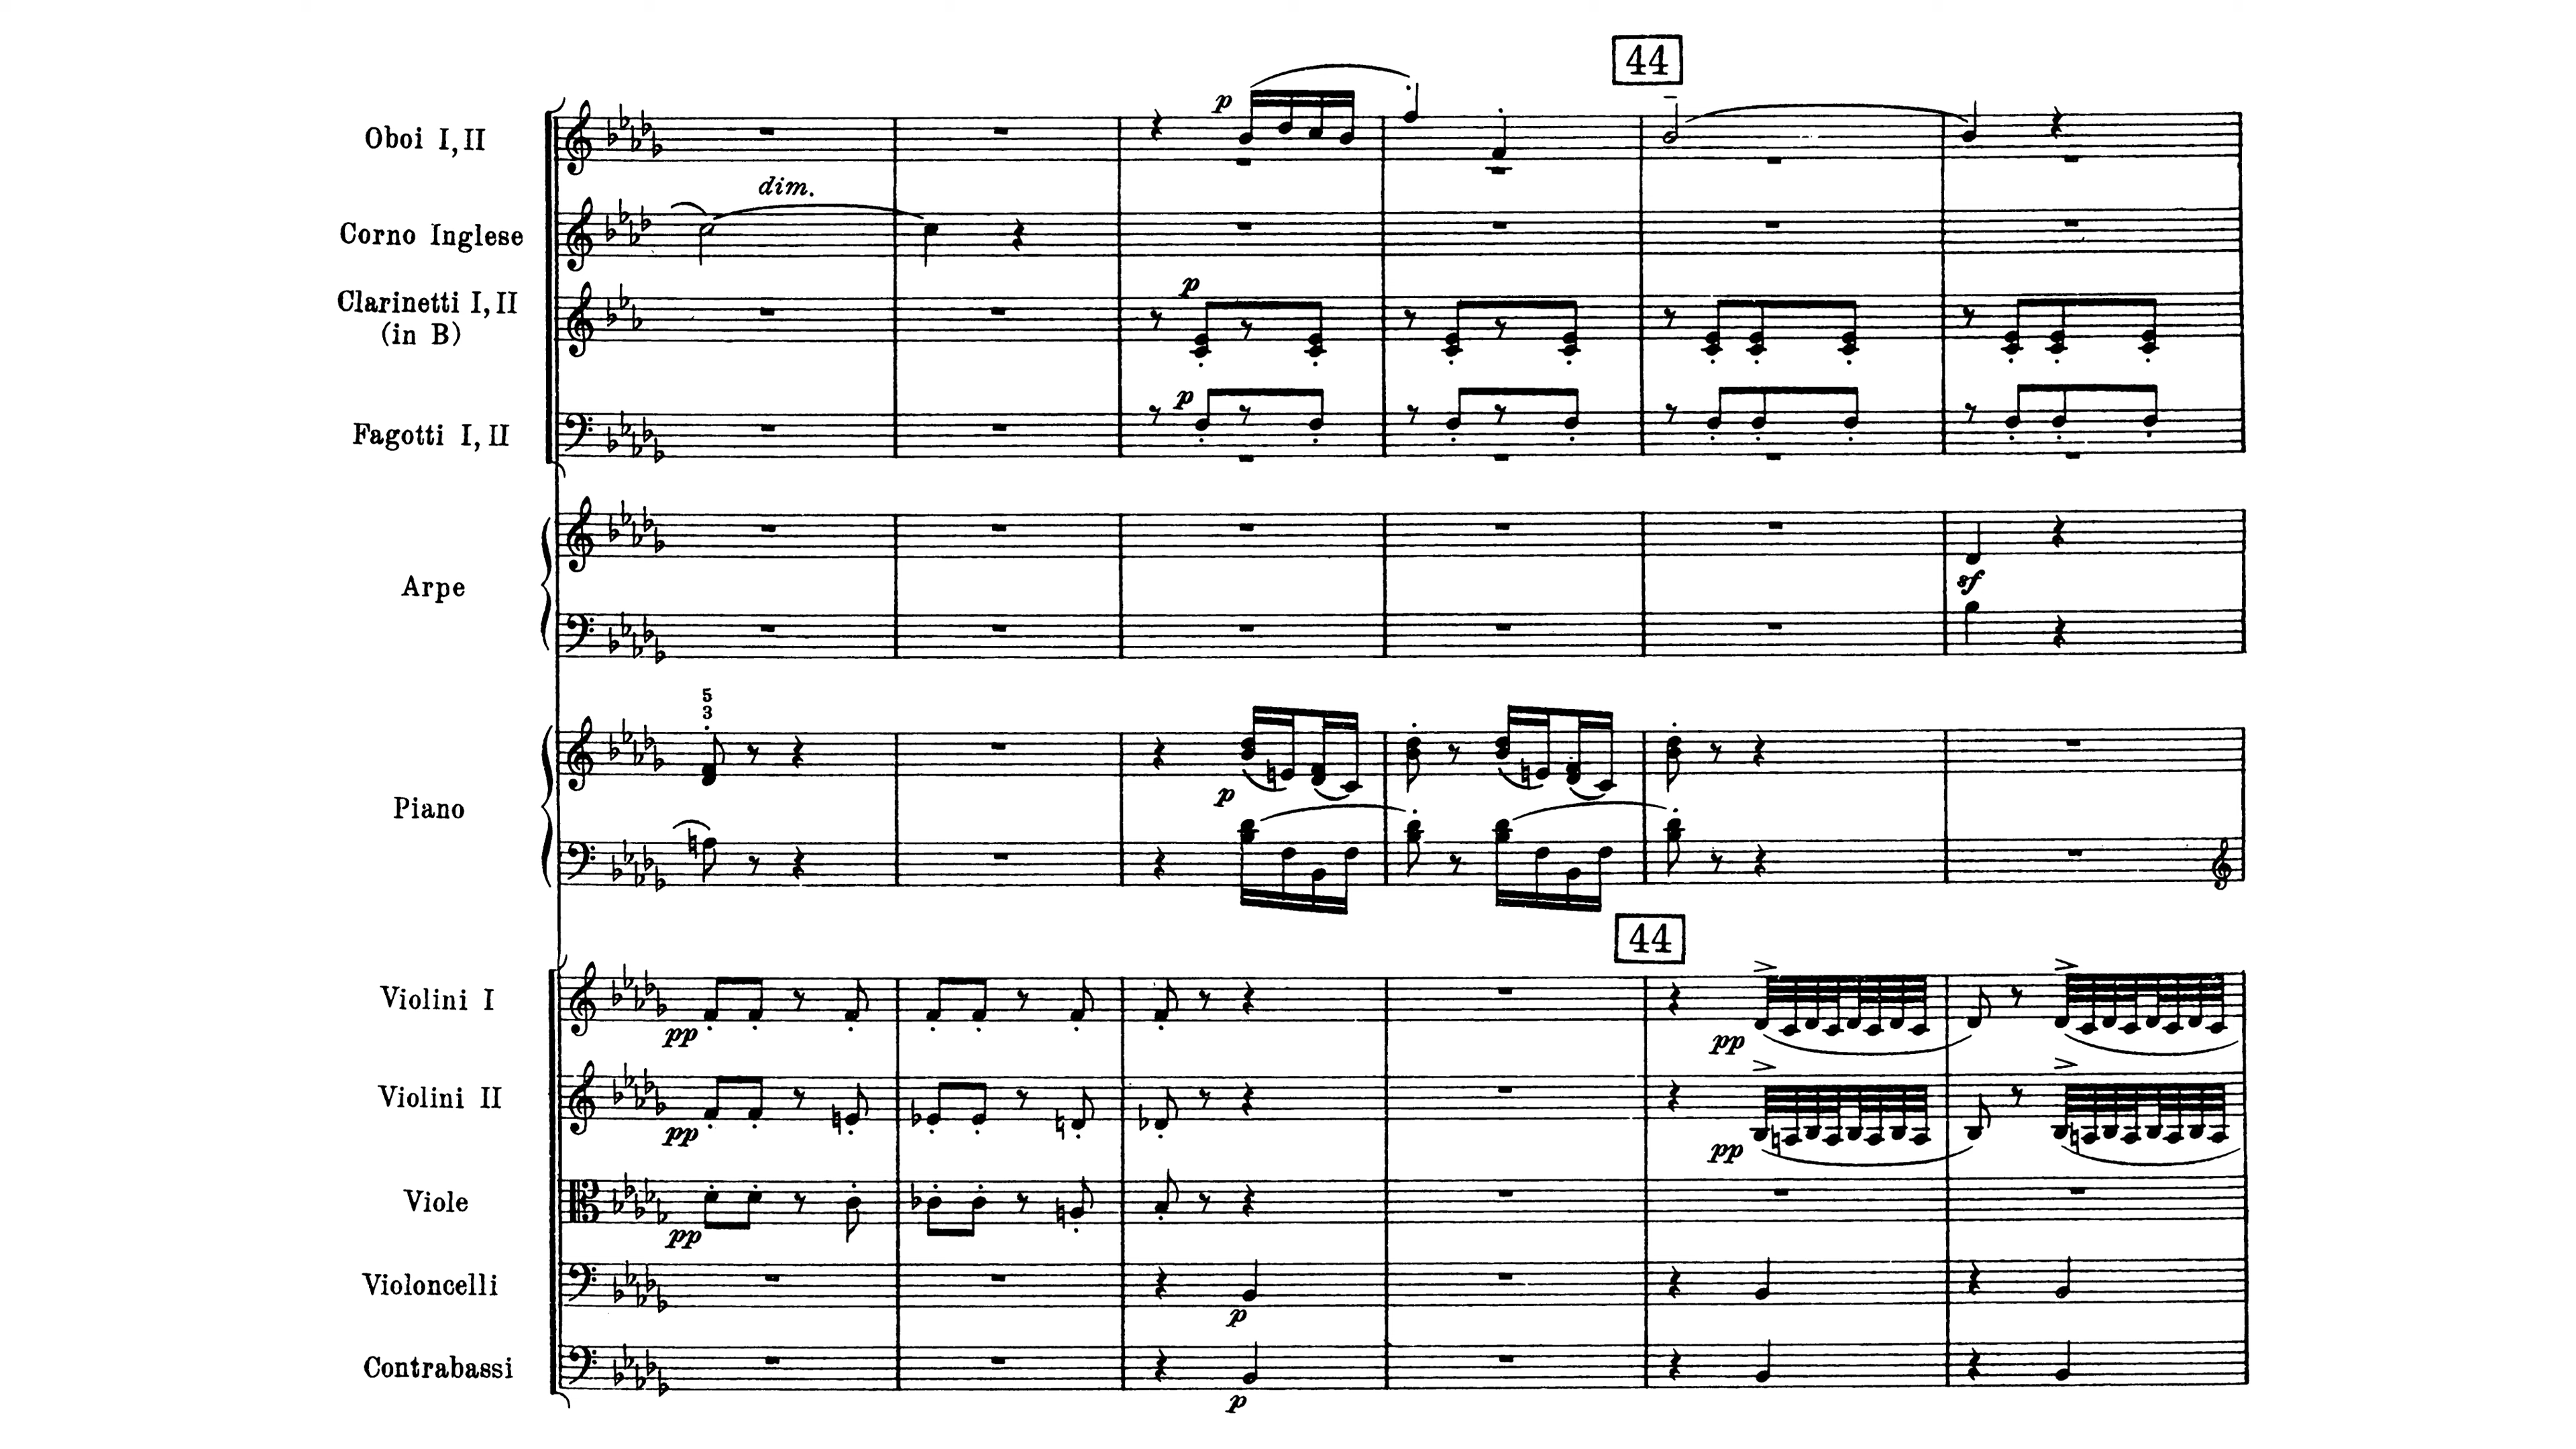 44
Oboi I, II
p
dim.
Corno Inglese
Clarinetti I, II
(in B)
p
Fagotti I, II
p
Arpe
sf
5
3
Piano
p
44
Violini I
pp
pp
Violini II
pp
pp
Viole
pp
Violoncelli
p
Contrabassi
p